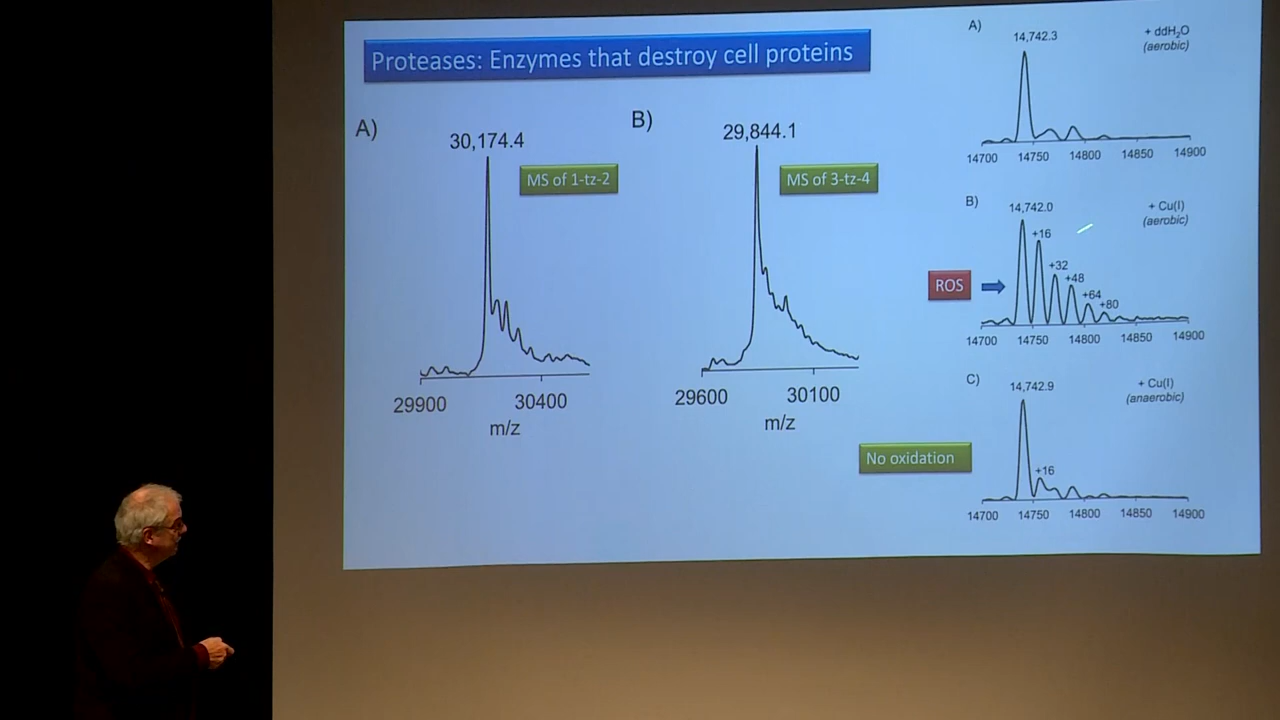 Proteases: Enzymes that destroy cell proteins
A)
30,174.4
MS of 1-tz-2
29900 30400
m/z
B)
29,844.1
MS of 3-tz-4
29600 30100
m/z
A)
14,742.3
+ ddH₂O
(aerobic)
14700 14750 14800 14850 14900
B)
14,742.0
+ Cu(I)
(aerobic)
+16
+32
+48
+64
+80
ROS
14700 14750 14800 14850 14900
C)
14,742.9
+ Cu(I)
(anaerobic)
No oxidation
+16
14700 14750 14800 14850 14900